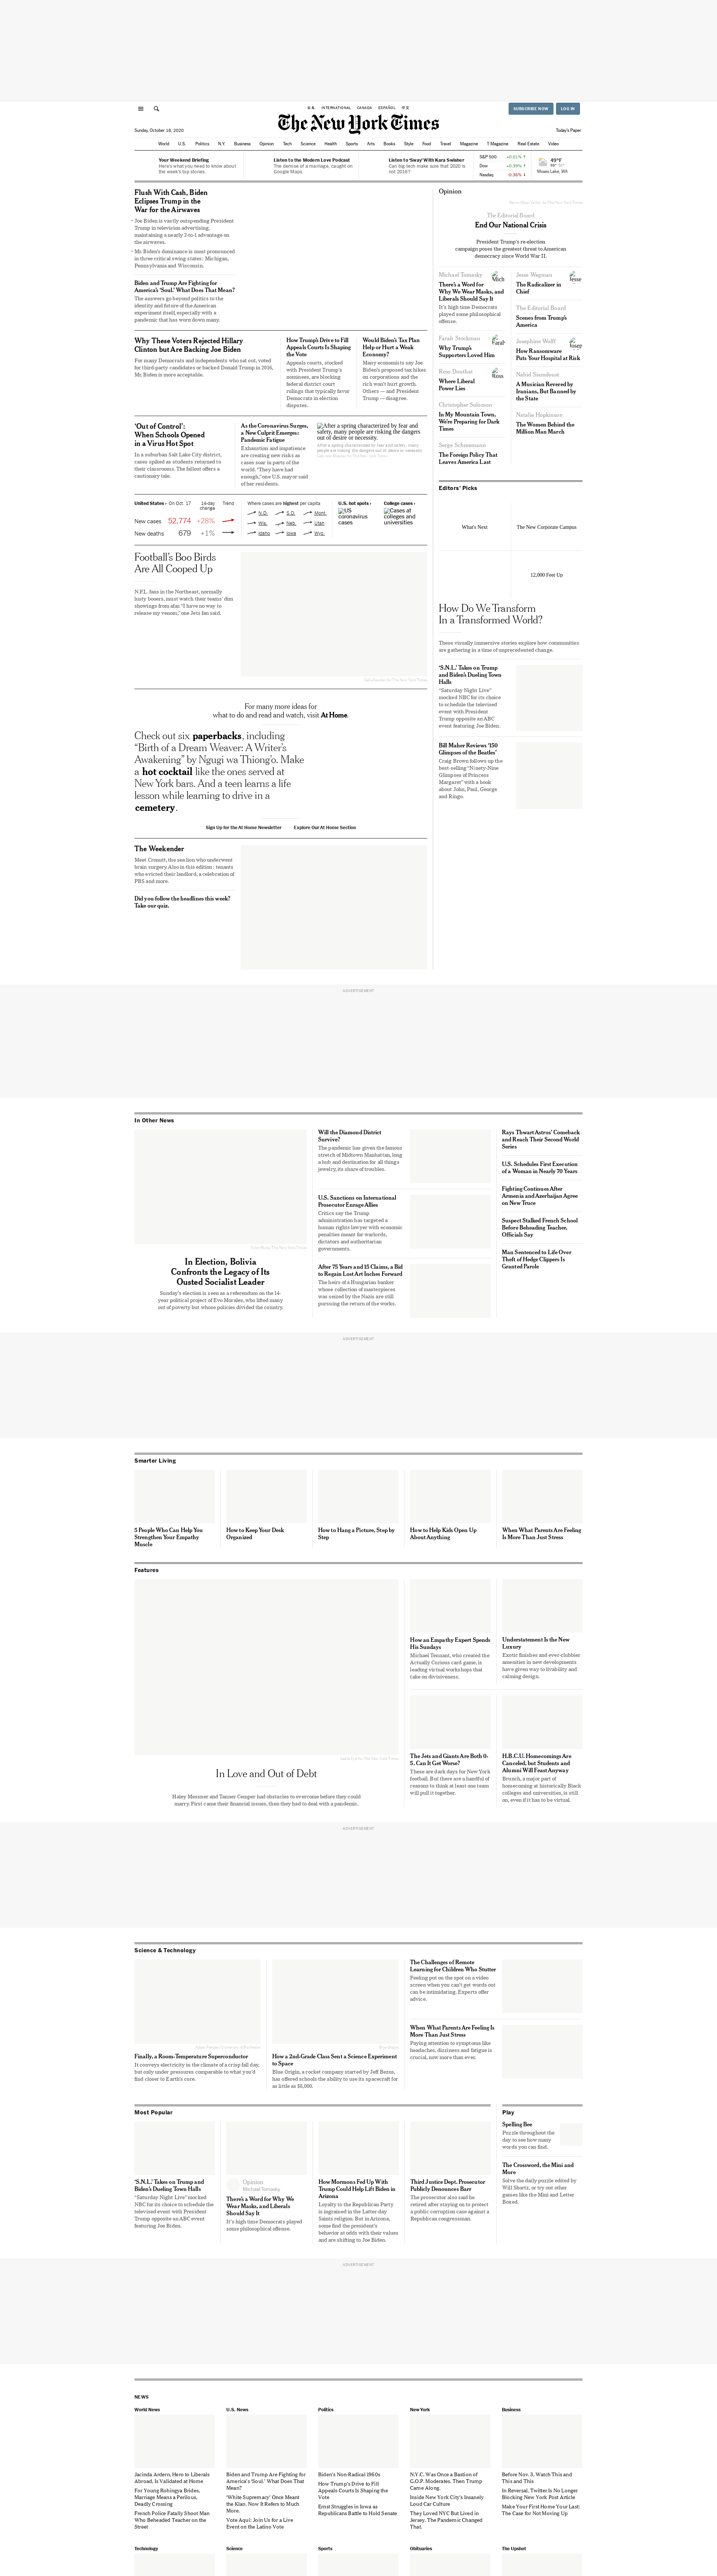 U.S. INTERNATIONAL CANADA ESPAÑOL 中文
SUBSCRIBE NOW LOG IN
The New York Times
Sunday, October 18, 2020
Today's Paper
World U.S. Politics N.Y. Business Opinion Tech Science Health Sports Arts Books Style Food Travel Magazine T Magazine Real Estate Video
Your Weekend Briefing
Here's what you need to know about
the week's top stories.
Listen to the Modern Love Podcast
The demise of a marriage, caught on
Google Maps.
Listen to 'Sway' With Kara Swisher
Can big tech make sure that 2020 is
not 2016?
S&P 500 +0.01% ↑
Dow +0.39% ↑
Nasdaq -0.36% ↓
49°F
Moses Lake, WA
Flush With Cash, Biden
Eclipses Trump in the
War for the Airwaves
Joe Biden is vastly outspending President
Trump in television advertising,
maintaining a nearly 2-to-1 advantage on
the airwaves.
Mr. Biden's dominance is most pronounced
in three critical swing states: Michigan,
Pennsylvania and Wisconsin.
Biden and Trump Are Fighting for
America's 'Soul.' What Does That Mean?
The answers go beyond politics to the
identity and future of the American
experiment itself, especially with a
pandemic that has worn down many.
Why These Voters Rejected Hillary
Clinton but Are Backing Joe Biden
For many Democrats and independents who sat out, voted
for third-party candidates or backed Donald Trump in 2016,
Mr. Biden is more acceptable.
How Trump's Drive to Fill
Appeals Courts Is Shaping
the Vote
Appeals courts, stocked
with President Trump's
nominees, are blocking
federal district court
rulings that typically favor
Democrats in election
disputes.
Would Biden's Tax Plan
Help or Hurt a Weak
Economy?
Many economists say Joe
Biden's proposed tax hikes
on corporations and the
rich won't hurt growth.
Others — and President
Trump — disagree.
'Out of Control':
When Schools Opened
in a Virus Hot Spot
In a suburban Salt Lake City district,
cases spiked as students returned to
their classrooms. The fallout offers a
cautionary tale.
As the Coronavirus Surges,
a New Culprit Emerges:
Pandemic Fatigue
Exhaustion and impatience
are creating new risks as
cases soar in parts of the
world. "They have had
enough," one U.S. mayor said
of her residents.
After a spring characterized by fear and
safety, many people are risking the dangers
out of desire or necessity.
After a spring characterized by fear and safety, many
people are risking the dangers out of desire or necessity.
United States › On Oct. 17 14-day
change Trend
New cases 52,774 +28%
New deaths 679 +1%
Where cases are highest per capita
N.D. S.D. Mont.
Wis. Neb. Utah
Idaho Iowa Wyo.
U.S. hot spots ›
US
coronavirus
cases
College cases ›
Cases at
colleges and
universities
Football's Boo Birds
Are All Cooped Up
N.F.L. fans in the Northeast, normally
lusty booers, must watch their teams' dim
showings from afar. "I have no way to
release my venom," one Jets fan said.
For many more ideas for
what to do and read and watch, visit At Home.
Check out six paperbacks, including
"Birth of a Dream Weaver: A Writer's
Awakening" by Ngugi wa Thiong'o. Make
a hot cocktail like the ones served at
New York bars. And a teen learns a life
lesson while learning to drive in a
cemetery.
Sign Up for the At Home Newsletter Explore Our At Home Section
The Weekender
Meet Cronutt, the sea lion who underwent
brain surgery. Also in this edition: tenants
who evicted their landlord, a celebration of
PBS and more.
Did you follow the headlines this week?
Take our quiz.
Opinion
The Editorial Board
End Our National Crisis
President Trump's re-election
campaign poses the greatest threat to American
democracy since World War II.
Michael Tomasky
There's a Word for
Why We Wear Masks, and
Liberals Should Say It
It's high time Democrats
played some philosophical
offense.
Farah Stockman
Why Trump's
Supporters Loved Him
Ross Douthat
Where Liberal
Power Lies
Christopher Solomon
In My Mountain Town,
We're Preparing for Dark
Times
Serge Schmemann
The Foreign Policy That
Leaves America Last
Jesse Wegman
The Radicalizer in
Chief
The Editorial Board
Scenes from Trump's
America
Josephine Wolff
How Ransomware
Puts Your Hospital at Risk
Nahid Siamdoust
A Musician Revered by
Iranians, But Banned by
the State
Natalie Hopkinson
The Women Behind the
Million Man March
Editors' Picks
What's Next
The New Corporate Campus
12,000 Feet Up
How Do We Transform
In a Transformed World?
These visually immersive stories explore how communities
are gathering in a time of unprecedented change.
'S.N.L.' Takes on Trump
and Biden's Dueling Town
Halls
"Saturday Night Live"
mocked NBC for its choice
to schedule the televised
event with President
Trump opposite an ABC
event featuring Joe Biden.
Bill Maher Reviews '150
Glimpses of the Beatles'
Craig Brown follows up the
best-selling "Ninety-Nine
Glimpses of Princess
Margaret" with a book
about John, Paul, George
and Ringo.
ADVERTISEMENT
In Other News
In Election, Bolivia
Confronts the Legacy of Its
Ousted Socialist Leader
Sunday's election is seen as a referendum on the 14-
year political project of Evo Morales, who lifted many
out of poverty but whose policies divided the country.
Will the Diamond District
Survive?
The pandemic has given the famous
stretch of Midtown Manhattan, long
a hub and destination for all things
jewelry, its share of troubles.
U.S. Sanctions on International
Prosecutor Enrage Allies
Critics say the Trump
administration has targeted a
human rights lawyer with economic
penalties meant for warlords,
dictators and authoritarian
governments.
After 75 Years and 15 Claims, a Bid
to Regain Lost Art Inches Forward
The heirs of a Hungarian banker
whose collection of masterpieces
was seized by the Nazis are still
pursuing the return of the works.
Rays Thwart Astros' Comeback
and Reach Their Second World
Series
U.S. Schedules First Execution
of a Woman in Nearly 70 Years
Fighting Continues After
Armenia and Azerbaijan Agree
on New Truce
Suspect Stalked French School
Before Beheading Teacher,
Officials Say
Man Sentenced to Life Over
Theft of Hedge Clippers Is
Granted Parole
ADVERTISEMENT
Smarter Living
5 People Who Can Help You
Strengthen Your Empathy
Muscle
How to Keep Your Desk
Organized
How to Hang a Picture, Step by
Step
How to Help Kids Open Up
About Anything
When What Parents Are Feeling
Is More Than Just Stress
Features
In Love and Out of Debt
Haley Messner and Tanner Camper had obstacles to overcome before they could
marry. First came their financial issues, then they had to deal with a pandemic.
How an Empathy Expert Spends
His Sundays
Michael Tennant, who created the
Actually Curious card game, is
leading virtual workshops that
take on divisiveness.
Understatement Is the New
Luxury
Exotic finishes and ever-clubbier
amenities in new developments
have given way to livability and
calming design.
The Jets and Giants Are Both 0-
5. Can It Get Worse?
These are dark days for New York
football. But there are a handful of
reasons to think at least one team
will pull it together.
H.B.C.U. Homecomings Are
Canceled, but Students and
Alumni Will Feast Anyway
Brunch, a major part of
homecoming at historically Black
colleges and universities, is still
on, even if it has to be virtual.
ADVERTISEMENT
Science & Technology
Finally, a Room-Temperature Superconductor
It conveys electricity in the climate of a crisp fall day,
but only under pressures comparable to what you'd
find closer to Earth's core.
How a 2nd-Grade Class Sent a Science Experiment
to Space
Blue Origin, a rocket company started by Jeff Bezos,
has offered schools the ability to use its spacecraft for
as little as $8,000.
The Challenges of Remote
Learning for Children Who Stutter
Feeling put on the spot on a video
screen when you can't get words out
can be intimidating. Experts offer
advice.
When What Parents Are Feeling Is
More Than Just Stress
Paying attention to symptoms like
headaches, dizziness and fatigue is
crucial, now more than ever.
Most Popular
'S.N.L.' Takes on Trump and
Biden's Dueling Town Halls
"Saturday Night Live" mocked
NBC for its choice to schedule the
televised event with President
Trump opposite an ABC event
featuring Joe Biden.
Opinion
Michael Tomasky
There's a Word for Why We
Wear Masks, and Liberals
Should Say It
It's high time Democrats played
some philosophical offense.
How Mormons Fed Up With
Trump Could Help Lift Biden in
Arizona
Loyalty to the Republican Party
is ingrained in the Latter-day
Saints religion. But in Arizona,
some find the president's
behavior at odds with their values
and are shifting to Joe Biden.
Third Justice Dept. Prosecutor
Publicly Denounces Barr
The prosecutor also said he
retired after staying on to protect
a public corruption case against a
Republican congressman.
Play
Spelling Bee
Puzzle throughout the
day to see how many
words you can find.
The Crossword, the Mini and
More
Solve the daily puzzle edited by
Will Shortz, or try out other
games like the Mini and Letter
Boxed.
ADVERTISEMENT
NEWS
World News
Jacinda Ardern, Hero to Liberals
Abroad, Is Validated at Home
For Young Rohingya Brides,
Marriage Means a Perilous,
Deadly Crossing
French Police Fatally Shoot Man
Who Beheaded Teacher on the
Street
U.S. News
Biden and Trump Are Fighting for
America's 'Soul.' What Does That
Mean?
'White Supremacy' Once Meant
the Klan. Now It Refers to Much
More.
Vote Aquí: Join Us for a Live
Event on the Latino Vote
Politics
Biden's Non-Radical 1960s
How Trump's Drive to Fill
Appeals Courts Is Shaping the
Vote
Ernst Struggles in Iowa as
Republicans Battle to Hold Senate
New York
N.Y.C. Was Once a Bastion of
G.O.P. Moderates. Then Trump
Came Along.
Inside New York City's Insanely
Loud Car Culture
They Loved NYC But Lived in
Jersey. The Pandemic Changed
That.
Business
Before Nov. 3, Watch This and
This and This
In Reversal, Twitter Is No Longer
Blocking New York Post Article
Make Your First Home Your Last:
The Case for Not Moving Up
Technology
Science
Sports
Obituaries
The Upshot